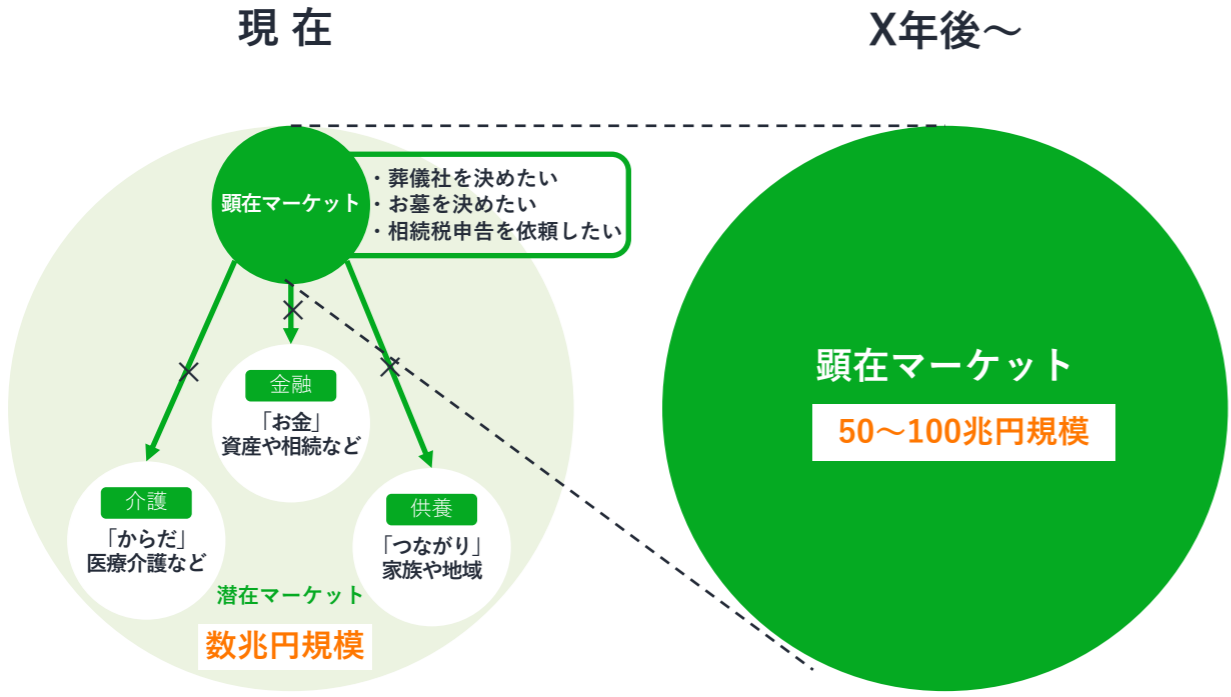 現 在
X年後～
顕在マーケット
・葬儀社を決めたい
・お墓を決めたい
・相続税申告を依頼したい
金融
「お金」
資産や相続など
介護
「からだ」
医療介護など
供養
「つながり」
家族や地域
潜在マーケット
数兆円規模
顕在マーケット
50～100兆円規模